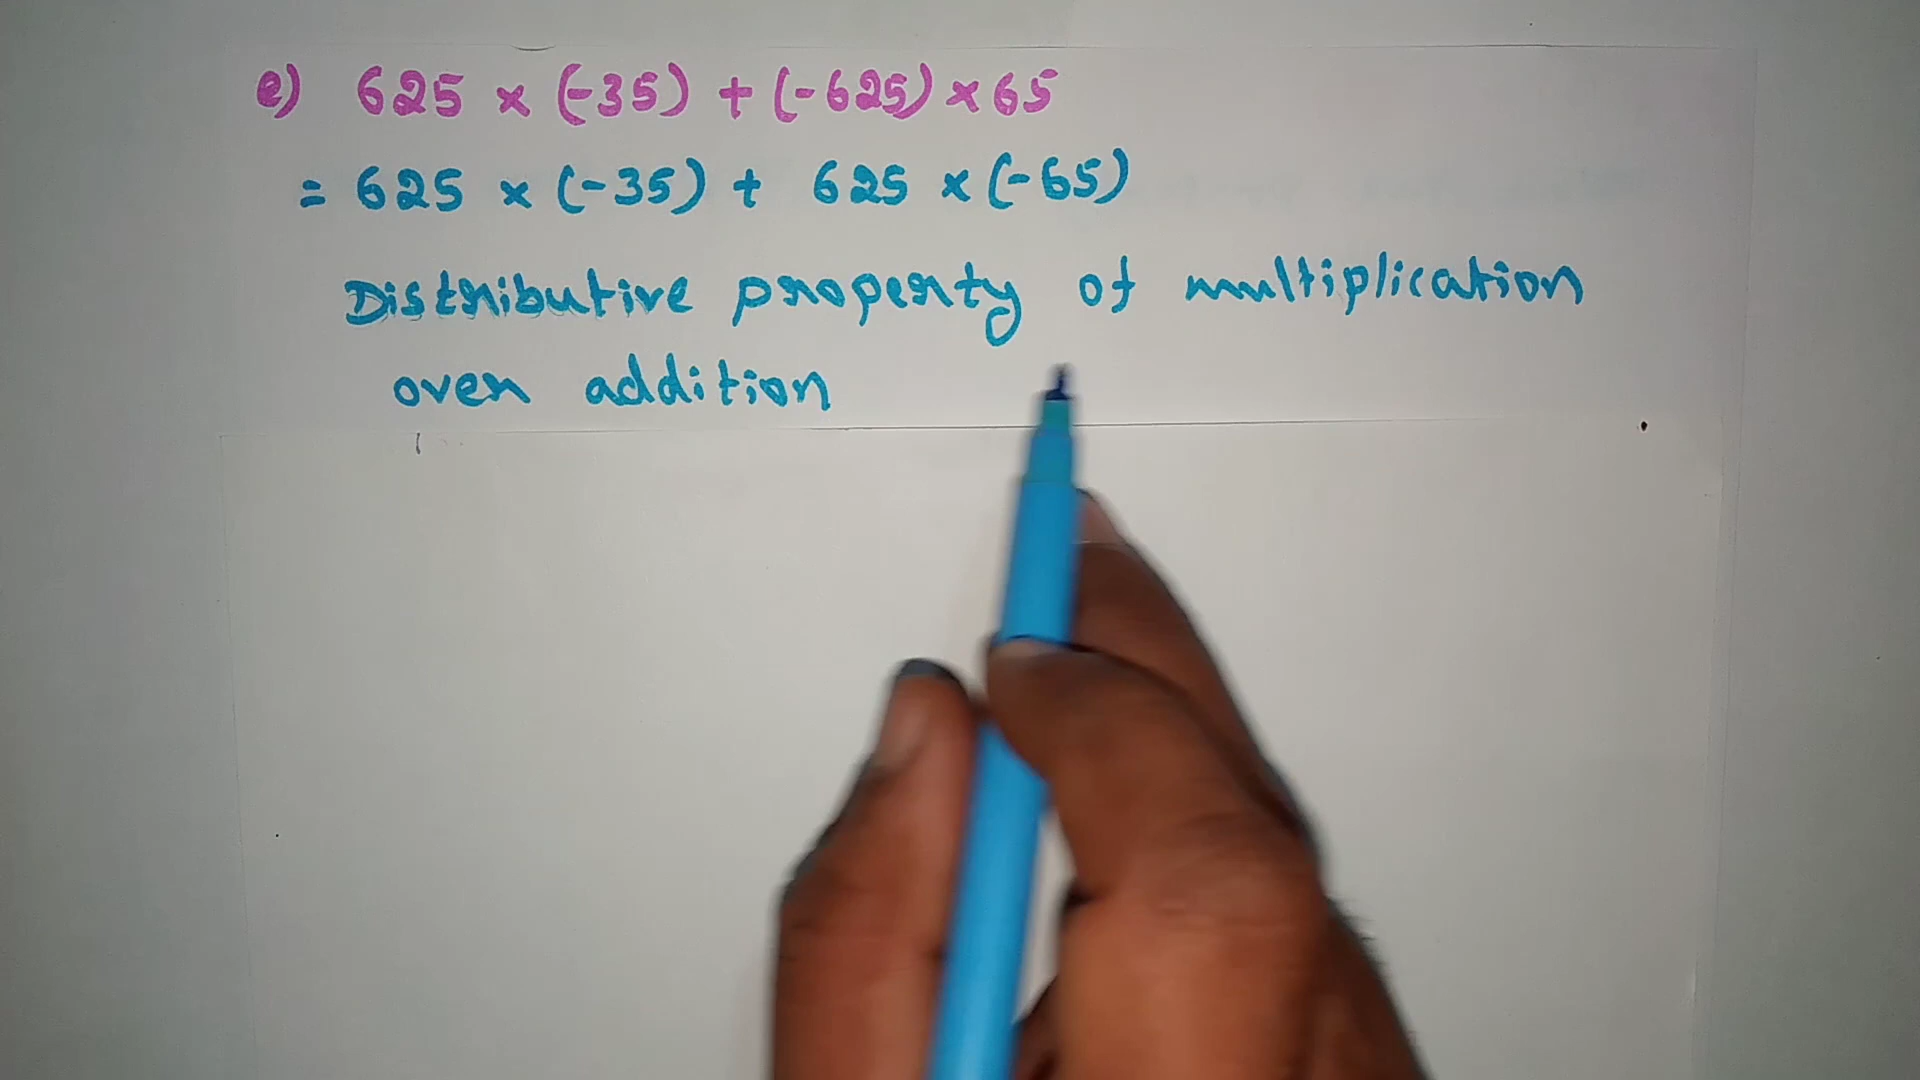 e) 625 × (-35) + (-625) × 65
= 625 × (-35) + 625 × (-65)
Distributive property of multiplication
over addition